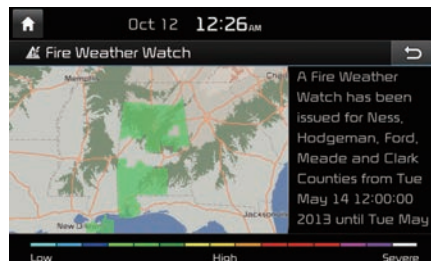 Oct 12 12:26AM
Fire Weather Watch
Memphis
A Fire Weather
Watch has been
issued for Ness,
Hodgeman, Ford,
Meade and Clark
Counties from Tue
May 14 12:00:00
2013 until Tue May
Jackson
New O
Low High Severe